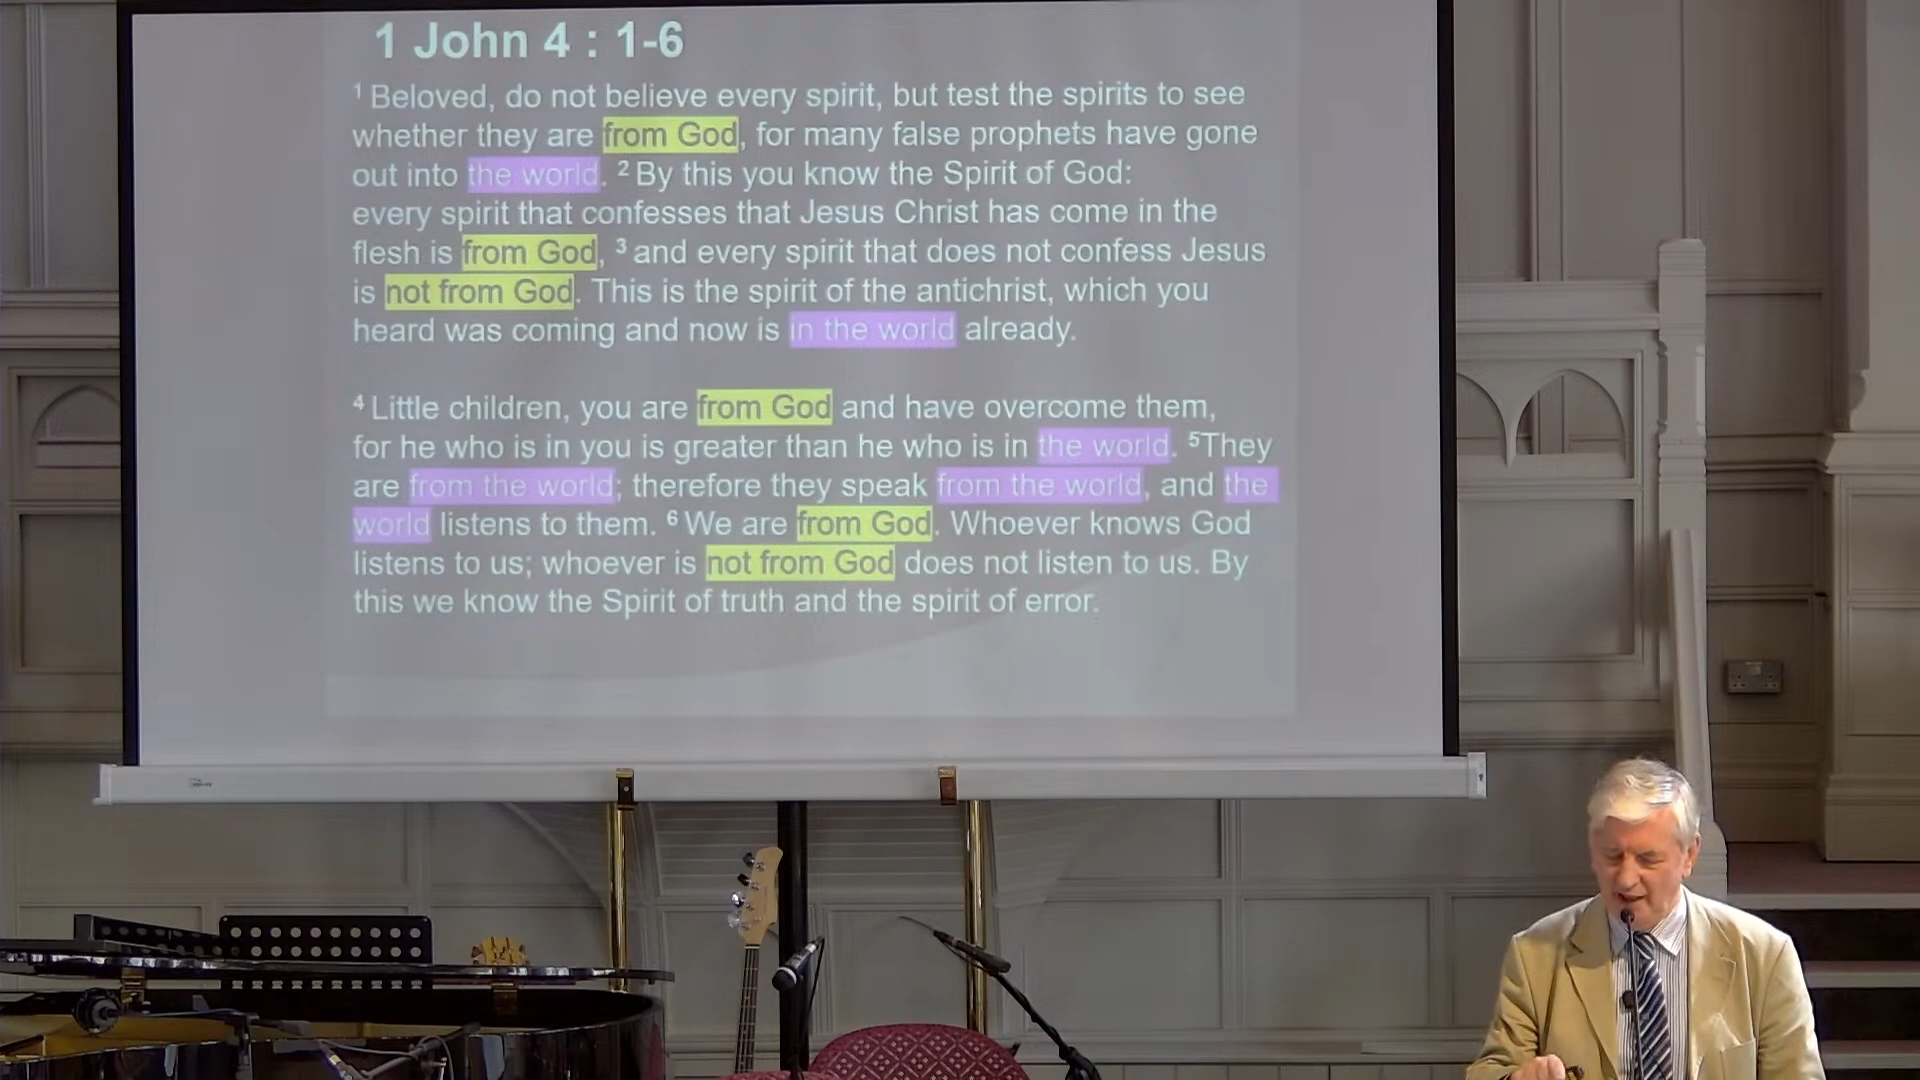 1 John 4 : 1-6
¹ Beloved, do not believe every spirit, but test the spirits to see
whether they are from God, for many false prophets have gone
out into the world. ² By this you know the Spirit of God:
every spirit that confesses that Jesus Christ has come in the
flesh is from God, ³ and every spirit that does not confess Jesus
is not from God. This is the spirit of the antichrist, which you
heard was coming and now is in the world already.
⁴ Little children, you are from God and have overcome them,
for he who is in you is greater than he who is in the world. ⁵They
are from the world; therefore they speak from the world, and the
world listens to them. ⁶ We are from God. Whoever knows God
listens to us; whoever is not from God does not listen to us. By
this we know the Spirit of truth and the spirit of error.